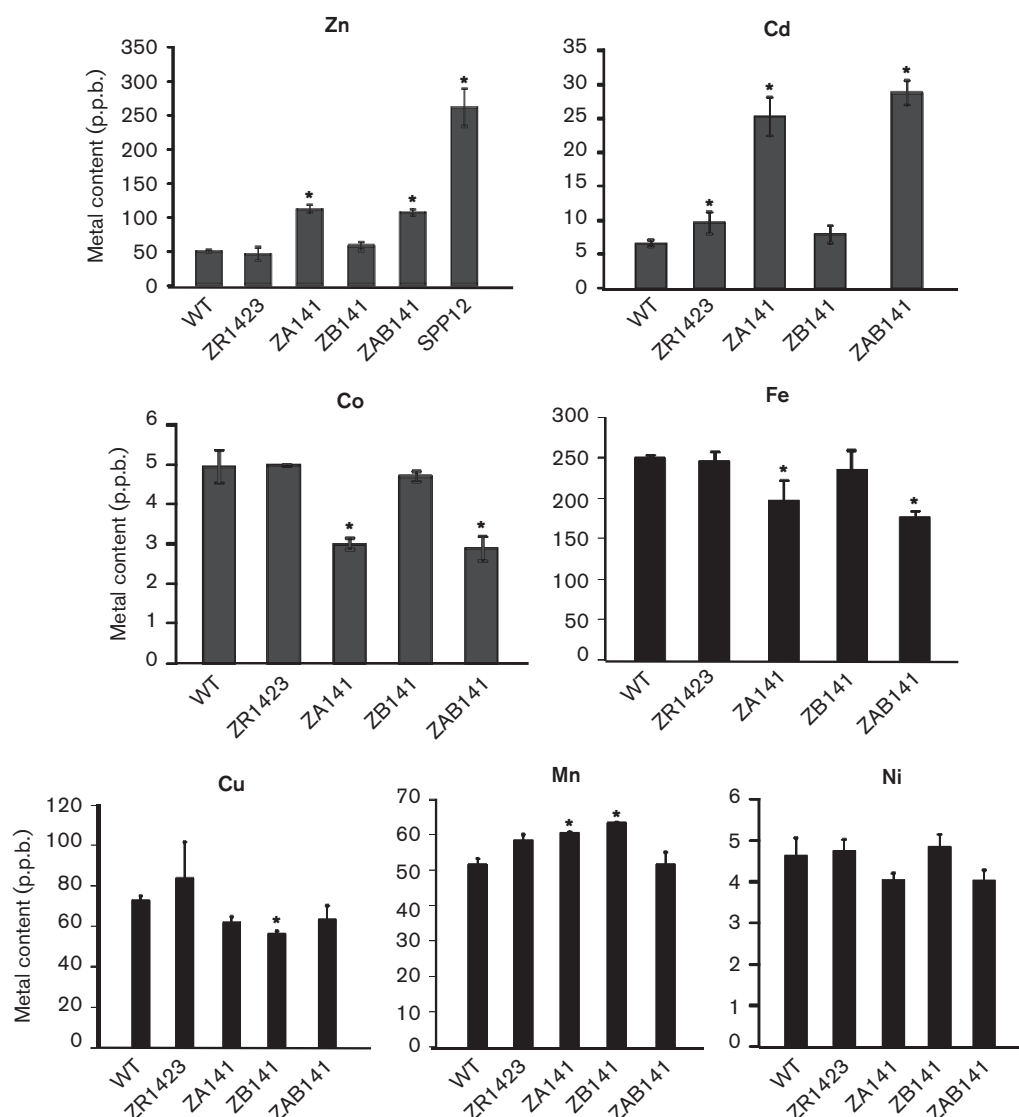 Zn
Metal content (p.p.b.)
350
300
250
200
150
100
50
0
*
*
*
WT
ZR1423
ZA141
ZB141
ZAB141
SPP12
Cd
35
30
25
20
15
10
5
0
*
*
*
WT
ZR1423
ZA141
ZB141
ZAB141
Co
Metal content (p.p.b.)
6
5
4
3
2
1
0
*
*
WT
ZR1423
ZA141
ZB141
ZAB141
Fe
300
250
200
150
100
50
0
*
*
WT
ZR1423
ZA141
ZB141
ZAB141
Cu
Metal content (p.p.b.)
120
100
80
60
40
20
0
*
WT
ZR1423
ZA141
ZB141
ZAB141
Mn
70
60
50
40
30
20
10
0
*
*
WT
ZR1423
ZA141
ZB141
ZAB141
Ni
6
5
4
3
2
1
0
WT
ZR1423
ZA141
ZB141
ZAB141